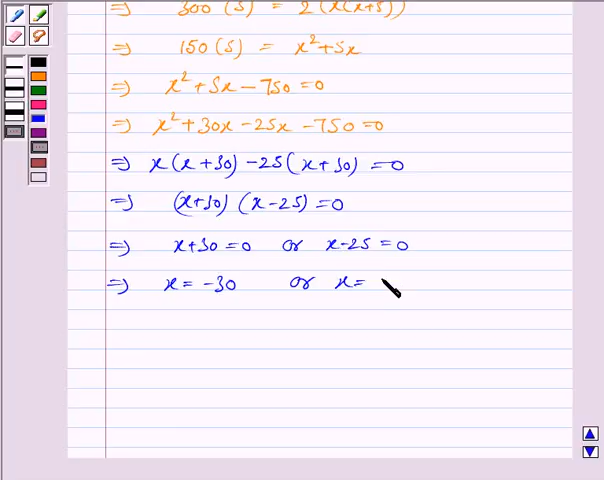 ⇒ 300 (5) = 2 (x(x+5))
⇒ 150 (5) = x²+5x
⇒ x²+5x-750=0
⇒ x²+30x-25x-750=0
⇒ x(x+30)-25(x+30)=0
⇒ (x+30)(x-25)=0
⇒ x+30=0 or x-25=0
⇒ x=-30 or x=